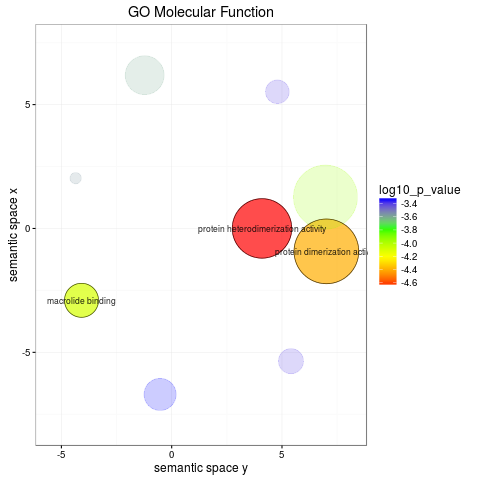 GO Molecular Function
semantic space x
5
0
-5
protein heterodimerization activity
protein dimerization acti
macrolide binding
-5
0
5
semantic space y
log10_p_value
-3.4
-3.6
-3.8
-4.0
-4.2
-4.4
-4.6